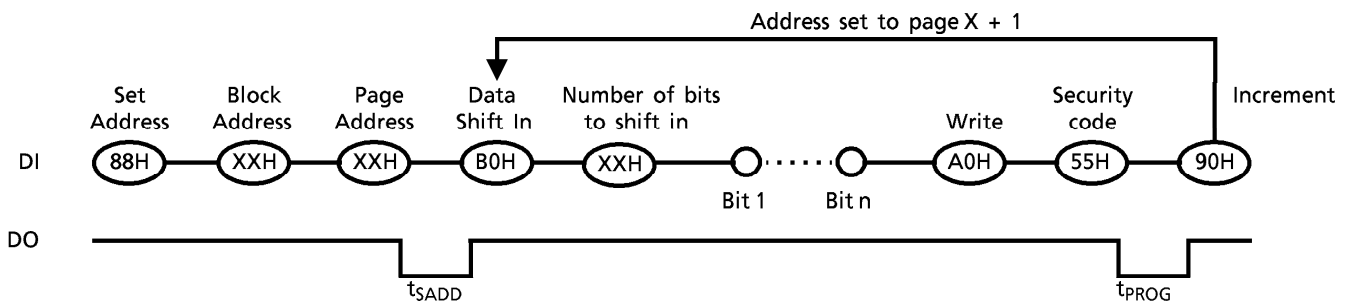 Address set to page X + 1
Set Address
Block Address
Page Address
Data Shift In
Number of bits to shift in
Write
Security code
Increment
DI
88H
XXH
XXH
B0H
XXH
A0H
55H
90H
Bit 1
Bit n
DO
tSADD
tPROG